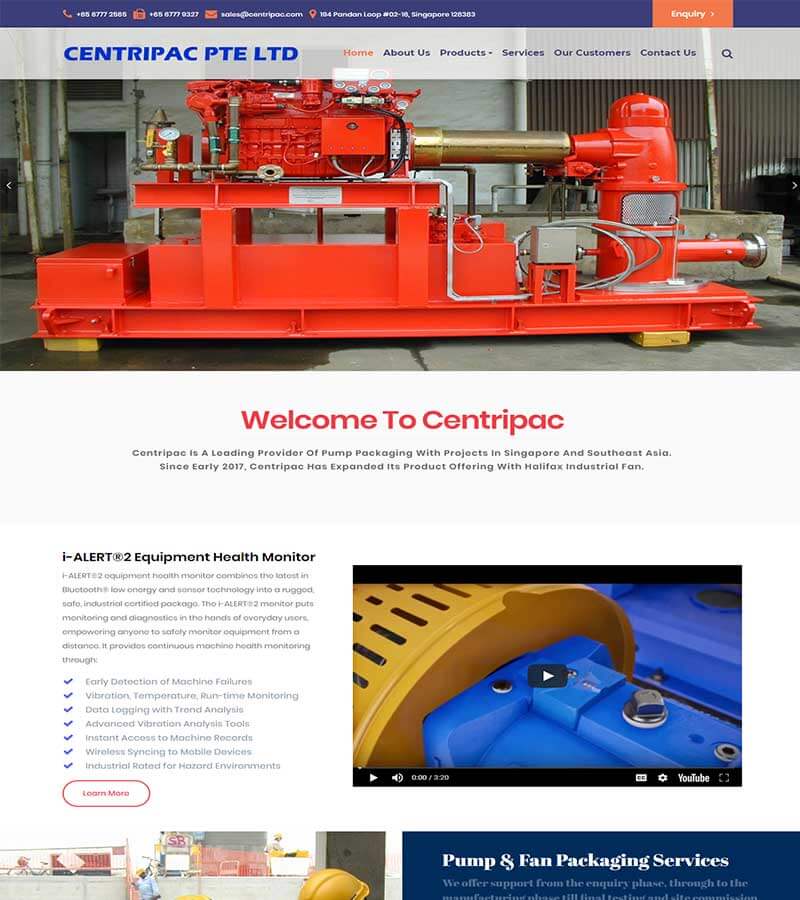 +65 6777 2565 +65 6777 9327 sales@centripac.com 194 Pandan Loop #02-16, Singapore 128383 Enquiry
CENTRIPAC PTE LTD Home About Us Products Services Our Customers Contact Us
Welcome To Centripac
Centripac Is A Leading Provider Of Pump Packaging With Projects In Singapore And Southeast Asia.
Since Early 2017, Centripac Has Expanded Its Product Offering With Halifax Industrial Fan.
i-ALERT®2 Equipment Health Monitor
i-ALERT®2 equipment health monitor combines the latest in
Bluetooth® low energy and sensor technology into a rugged,
safe, industrial certified package. The i-ALERT®2 monitor puts
monitoring and diagnostics in the hands of everyday users,
empowering anyone to safely monitor equipment from a
distance. It provides continuous machine health monitoring
through:
Early Detection of Machine Failures
Vibration, Temperature, Run-time Monitoring
Data Logging with Trend Analysis
Advanced Vibration Analysis Tools
Instant Access to Machine Records
Wireless Syncing to Mobile Devices
Industrial Rated for Hazard Environments
Learn More
0:00 / 3:20 YouTube
SB
Pump & Fan Packaging Services
We offer support from the enquiry phase, through to the
manufacturing phase till final testing and site commission